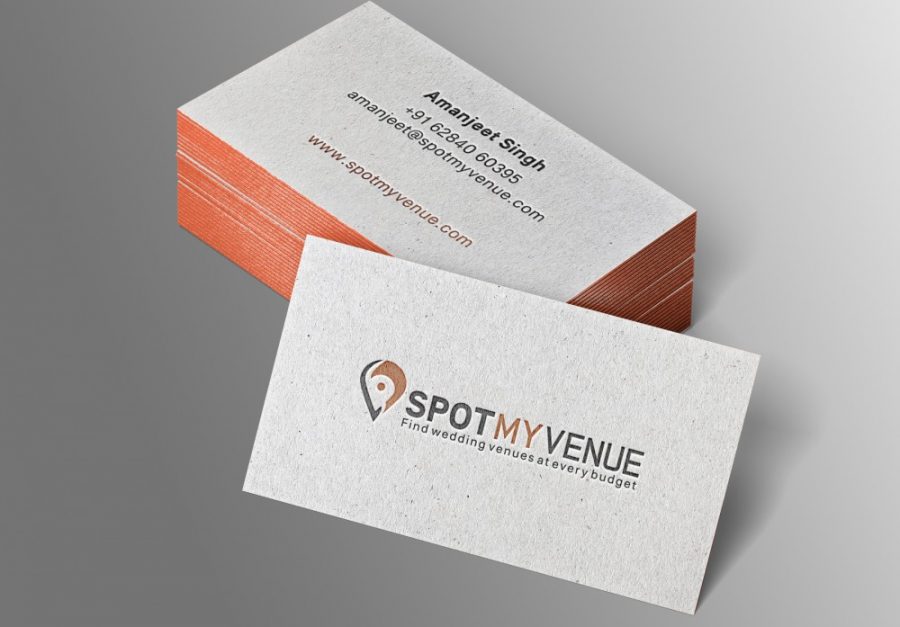 Amanjeet Singh
+91 62840 60395
amanjeet@spotmyvenue.com
www.spotmyvenue.com
SPOTMYVENUE
Find wedding venues at every budget